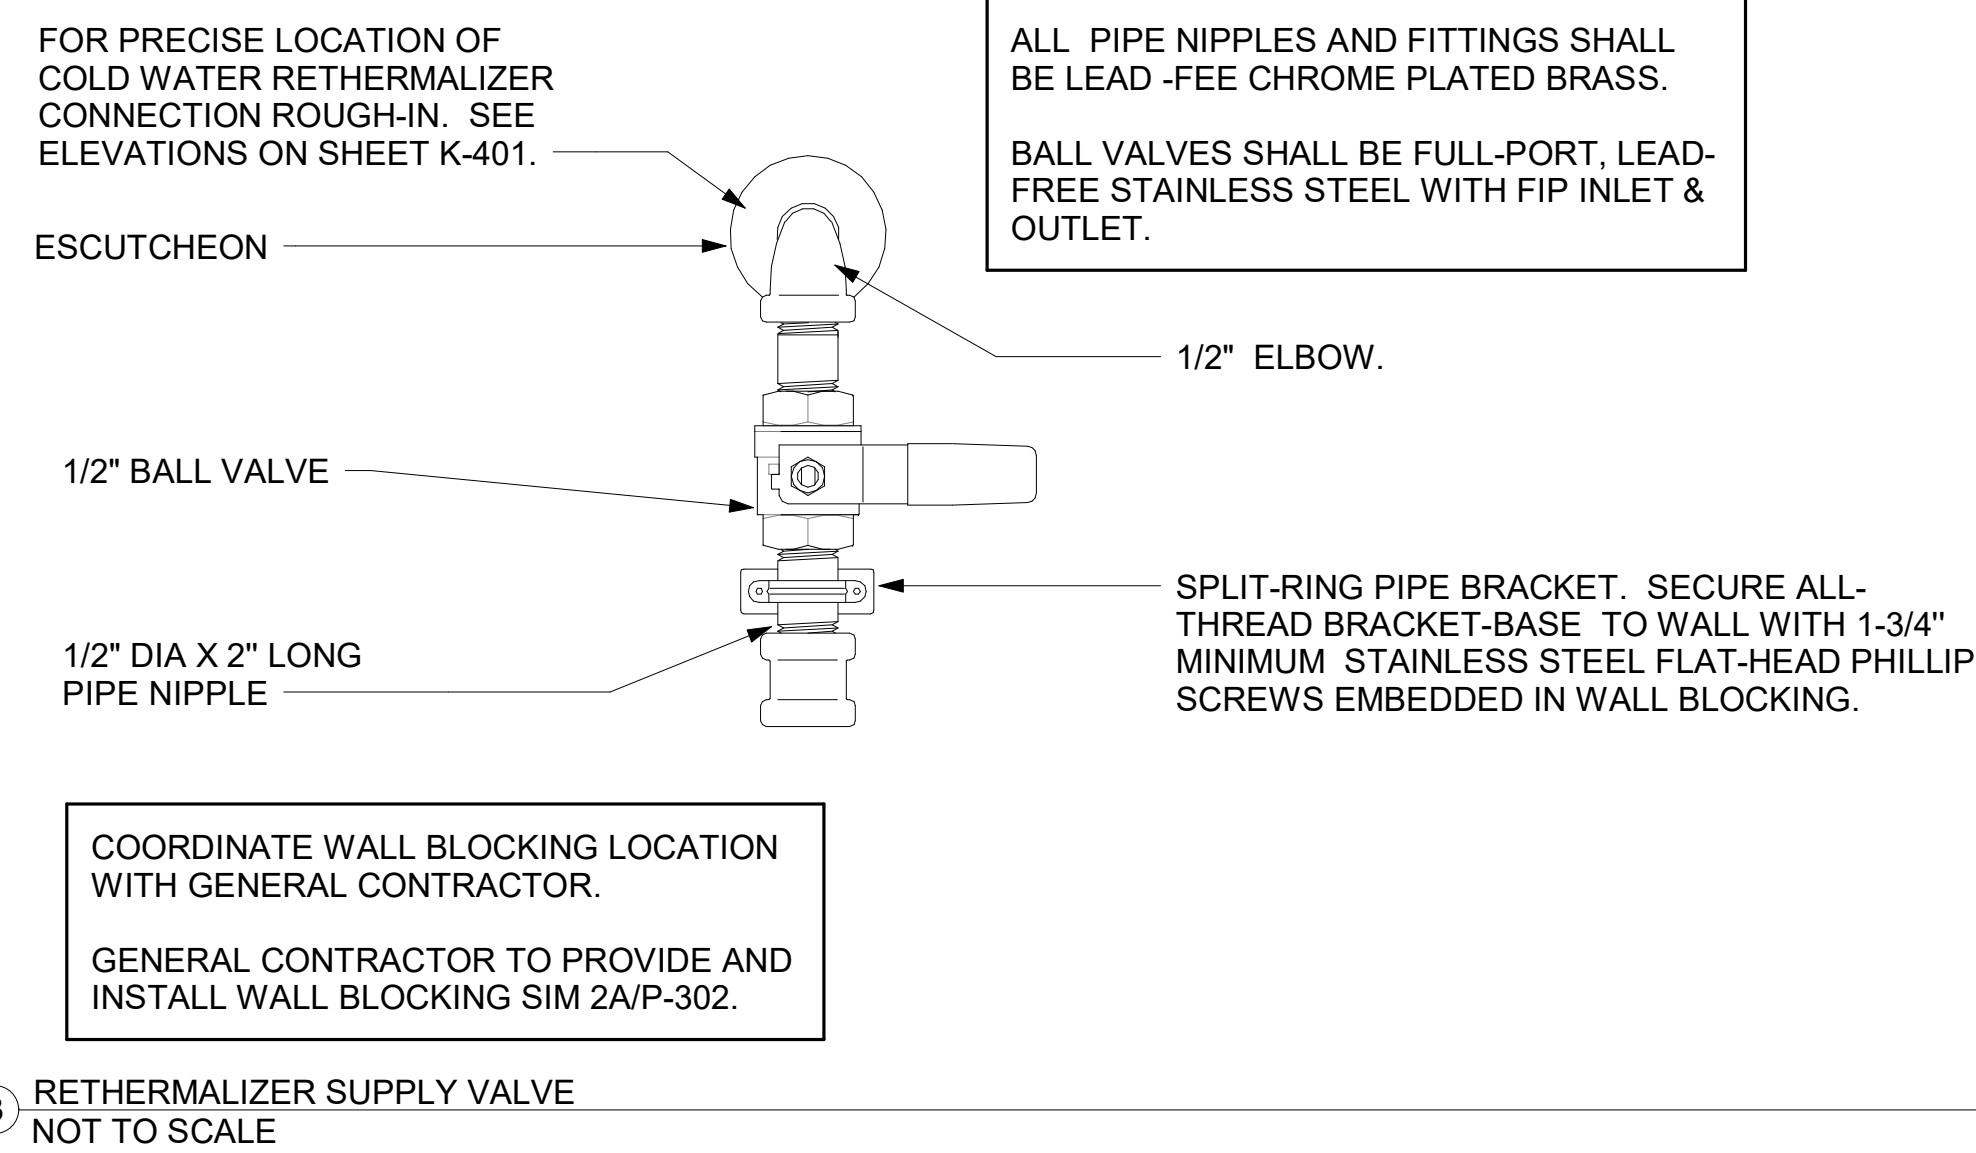 FOR PRECISE LOCATION OF
COLD WATER RETHERMALIZER
CONNECTION ROUGH-IN.  SEE
ELEVATIONS ON SHEET K-401.
ESCUTCHEON
ALL  PIPE NIPPLES AND FITTINGS SHALL
BE LEAD -FEE CHROME PLATED BRASS.
BALL VALVES SHALL BE FULL-PORT, LEAD-
FREE STAINLESS STEEL WITH FIP INLET &
OUTLET.
1/2"  ELBOW.
1/2" BALL VALVE
SPLIT-RING PIPE BRACKET.  SECURE ALL-
THREAD BRACKET-BASE  TO WALL WITH 1-3/4"
MINIMUM  STAINLESS STEEL FLAT-HEAD PHILLIP
SCREWS EMBEDDED IN WALL BLOCKING.
1/2" DIA X 2" LONG
PIPE NIPPLE
COORDINATE WALL BLOCKING LOCATION
WITH GENERAL CONTRACTOR.
GENERAL CONTRACTOR TO PROVIDE AND
INSTALL WALL BLOCKING SIM 2A/P-302.
RETHERMALIZER SUPPLY VALVE
NOT TO SCALE